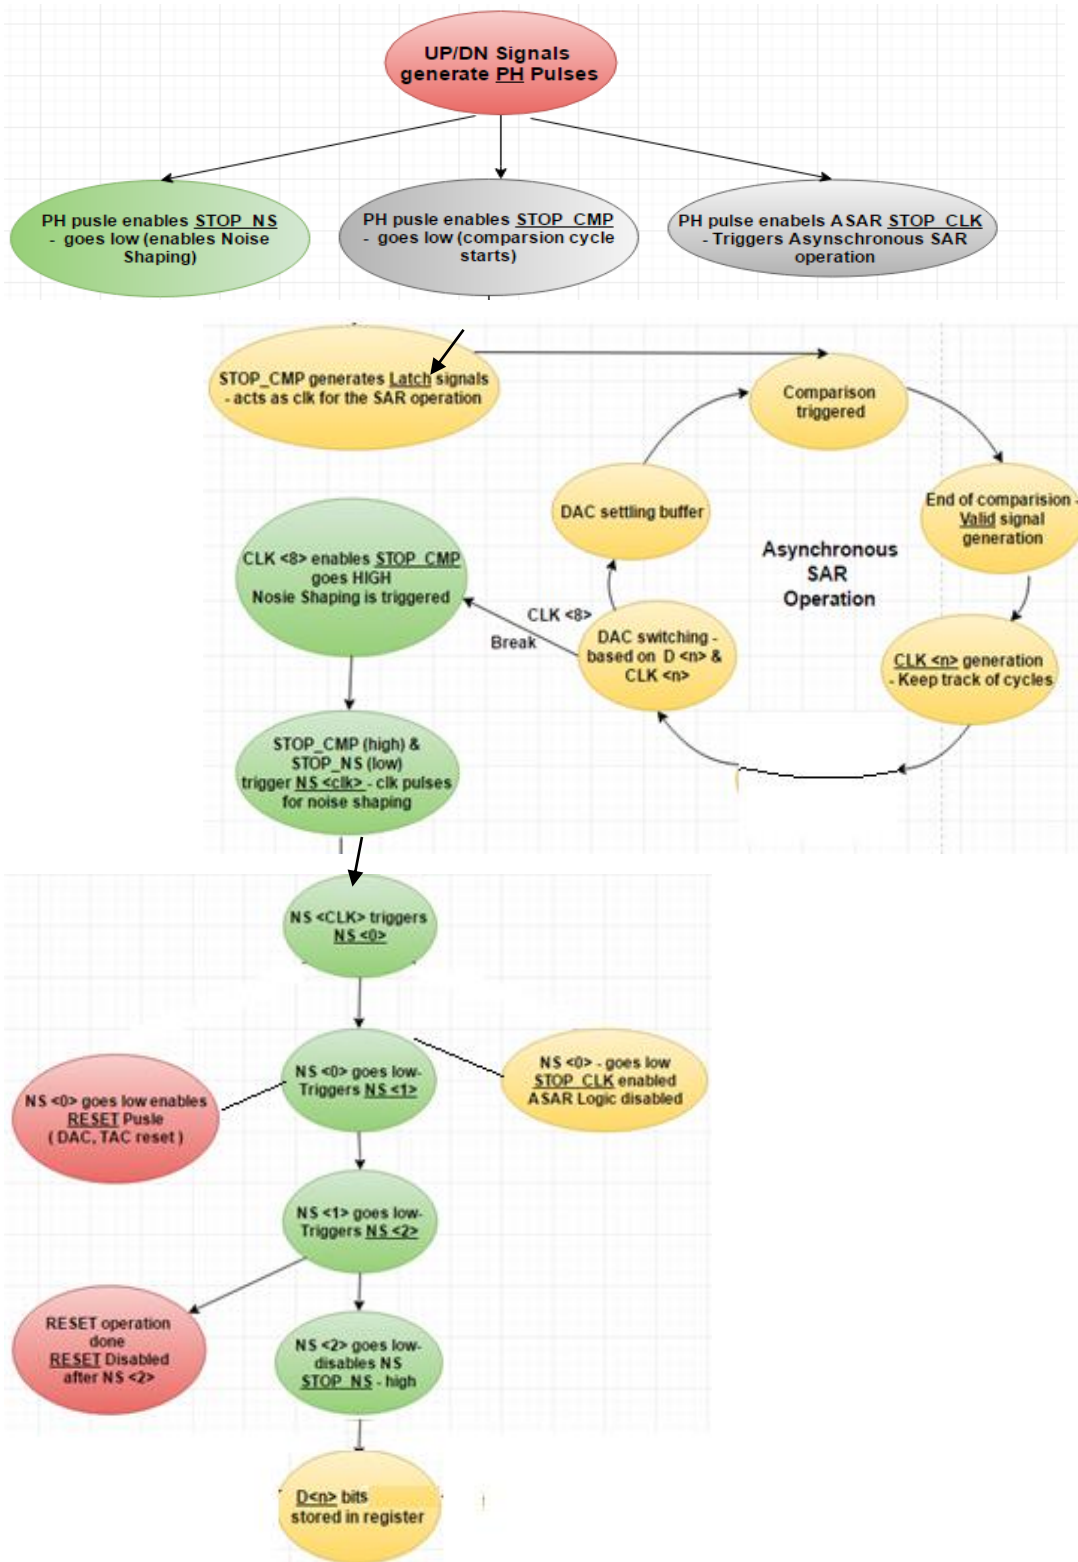 UP/DN Signals
generate PH Pulses
PH pusle enables STOP_NS
- goes low (enables Noise
Shaping)
PH pusle enables STOP_CMP
- goes low (comparsion cycle
starts)
PH pulse enabels ASAR STOP_CLK
- Triggers Asynschronous SAR
operation
STOP_CMP generates Latch signals
- acts as clk for the SAR operation
Comparison
triggered
DAC settling buffer
End of comparision -
Valid signal
generation
Asynchronous
SAR
Operation
CLK <8> enables STOP_CMP
goes HIGH
Nosie Shaping is triggered
CLK <8>
Break
DAC switching -
based on D <n> &
CLK <n>
CLK <n> generation
- Keep track of cycles
STOP_CMP (high) &
STOP_NS (low)
trigger NS <clk> - clk pulses
for noise shaping
NS <CLK> triggers
NS <0>
NS <0> goes low-
Triggers NS <1>
NS <0> - goes low
STOP_CLK enabled
ASAR Logic disabled
NS <0> goes low enables
RESET Pusle
( DAC, TAC reset )
NS <1> goes low-
Triggers NS <2>
RESET operation
done
RESET Disabled
after NS <2>
NS <2> goes low-
disables NS
STOP_NS - high
D<n> bits
stored in register